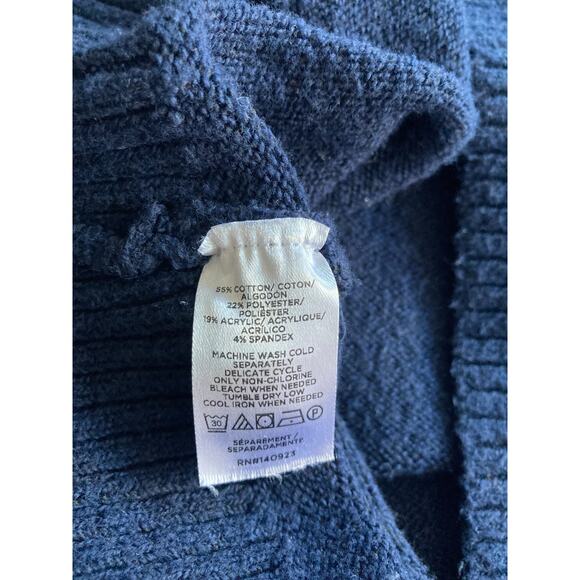 55% COTTON/ COTON/
ALGODÓN
22% POLYESTER/
POLIÉSTER
19% ACRYLIC/ ACRYLIQUE/
ACRÍLICO
4% SPANDEX
MACHINE WASH COLD
SEPARATELY
DELICATE CYCLE
ONLY NON-CHLORINE
BLEACH WHEN NEEDED
TUMBLE DRY LOW
COOL IRON WHEN NEEDED
30 P
SÉPAREMENT/
SEPARADAMENTE
RN#140923